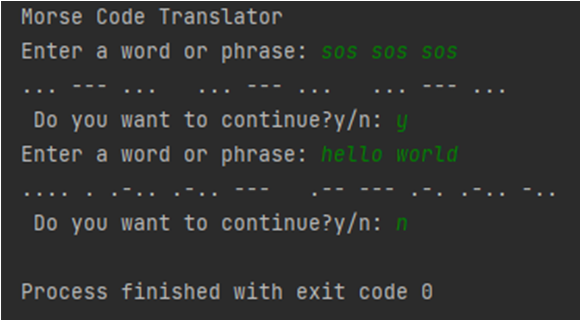 Morse Code Translator
Enter a word or phrase: sos sos sos
... --- ...   ... --- ...   ... --- ...
 Do you want to continue?y/n: y
Enter a word or phrase: hello world
.... . .-.. .-.. ---   .-- --- .-. .-.. -..
 Do you want to continue?y/n: n
Process finished with exit code 0